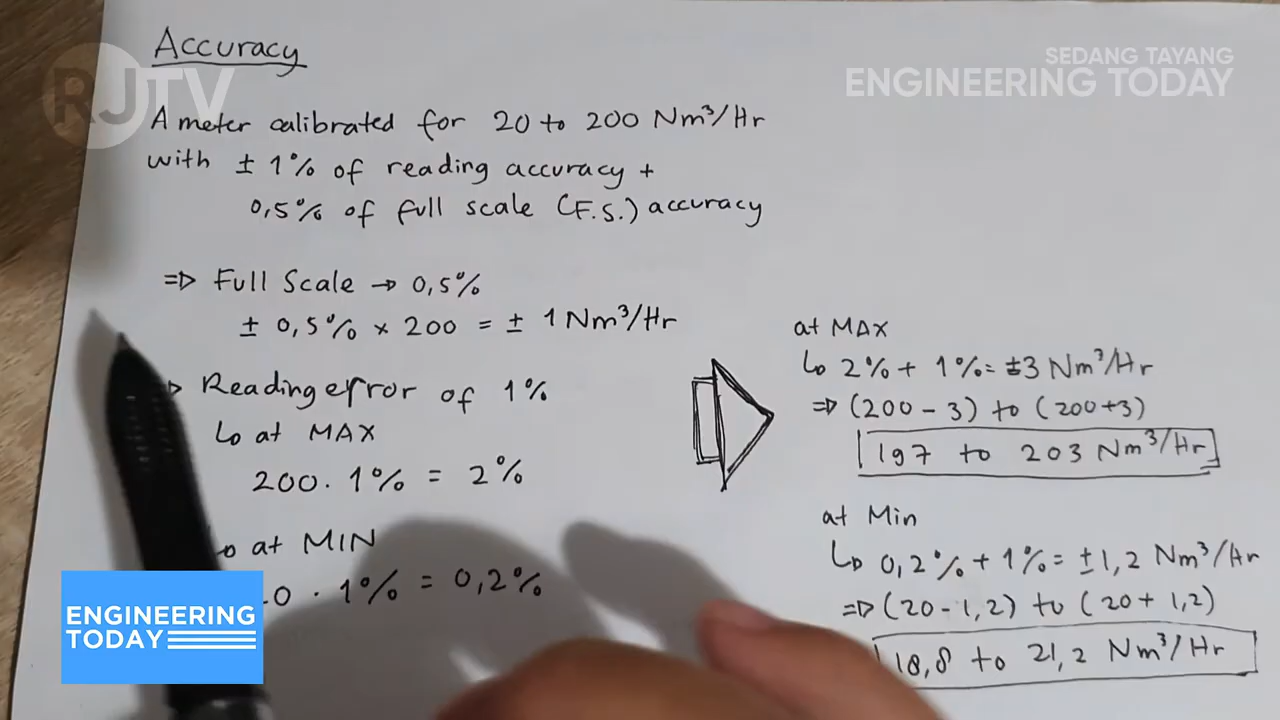 Accuracy
RJTV
SEDANG TAYANG
ENGINEERING TODAY
A meter calibrated for 20 to 200 Nm³/Hr
with ± 1% of reading accuracy +
0,5% of full scale (F.S.) accuracy
⇒ Full Scale → 0,5%
± 0,5% × 200 = ± 1 Nm³/Hr
Reading error of 1%
↳ at MAX
200 . 1% = 2%
at MIN
0 . 1% = 0,2%
at MAX
↳ 2% + 1% = ±3 Nm³/Hr
⇒ (200 - 3) to (200+3)
197 to 203 Nm³/Hr
at Min
↳ 0,2% + 1% = ±1,2 Nm³/Hr
⇒ (20 - 1,2) to (20 + 1,2)
18,8 to 21,2 Nm³/Hr
ENGINEERING
TODAY